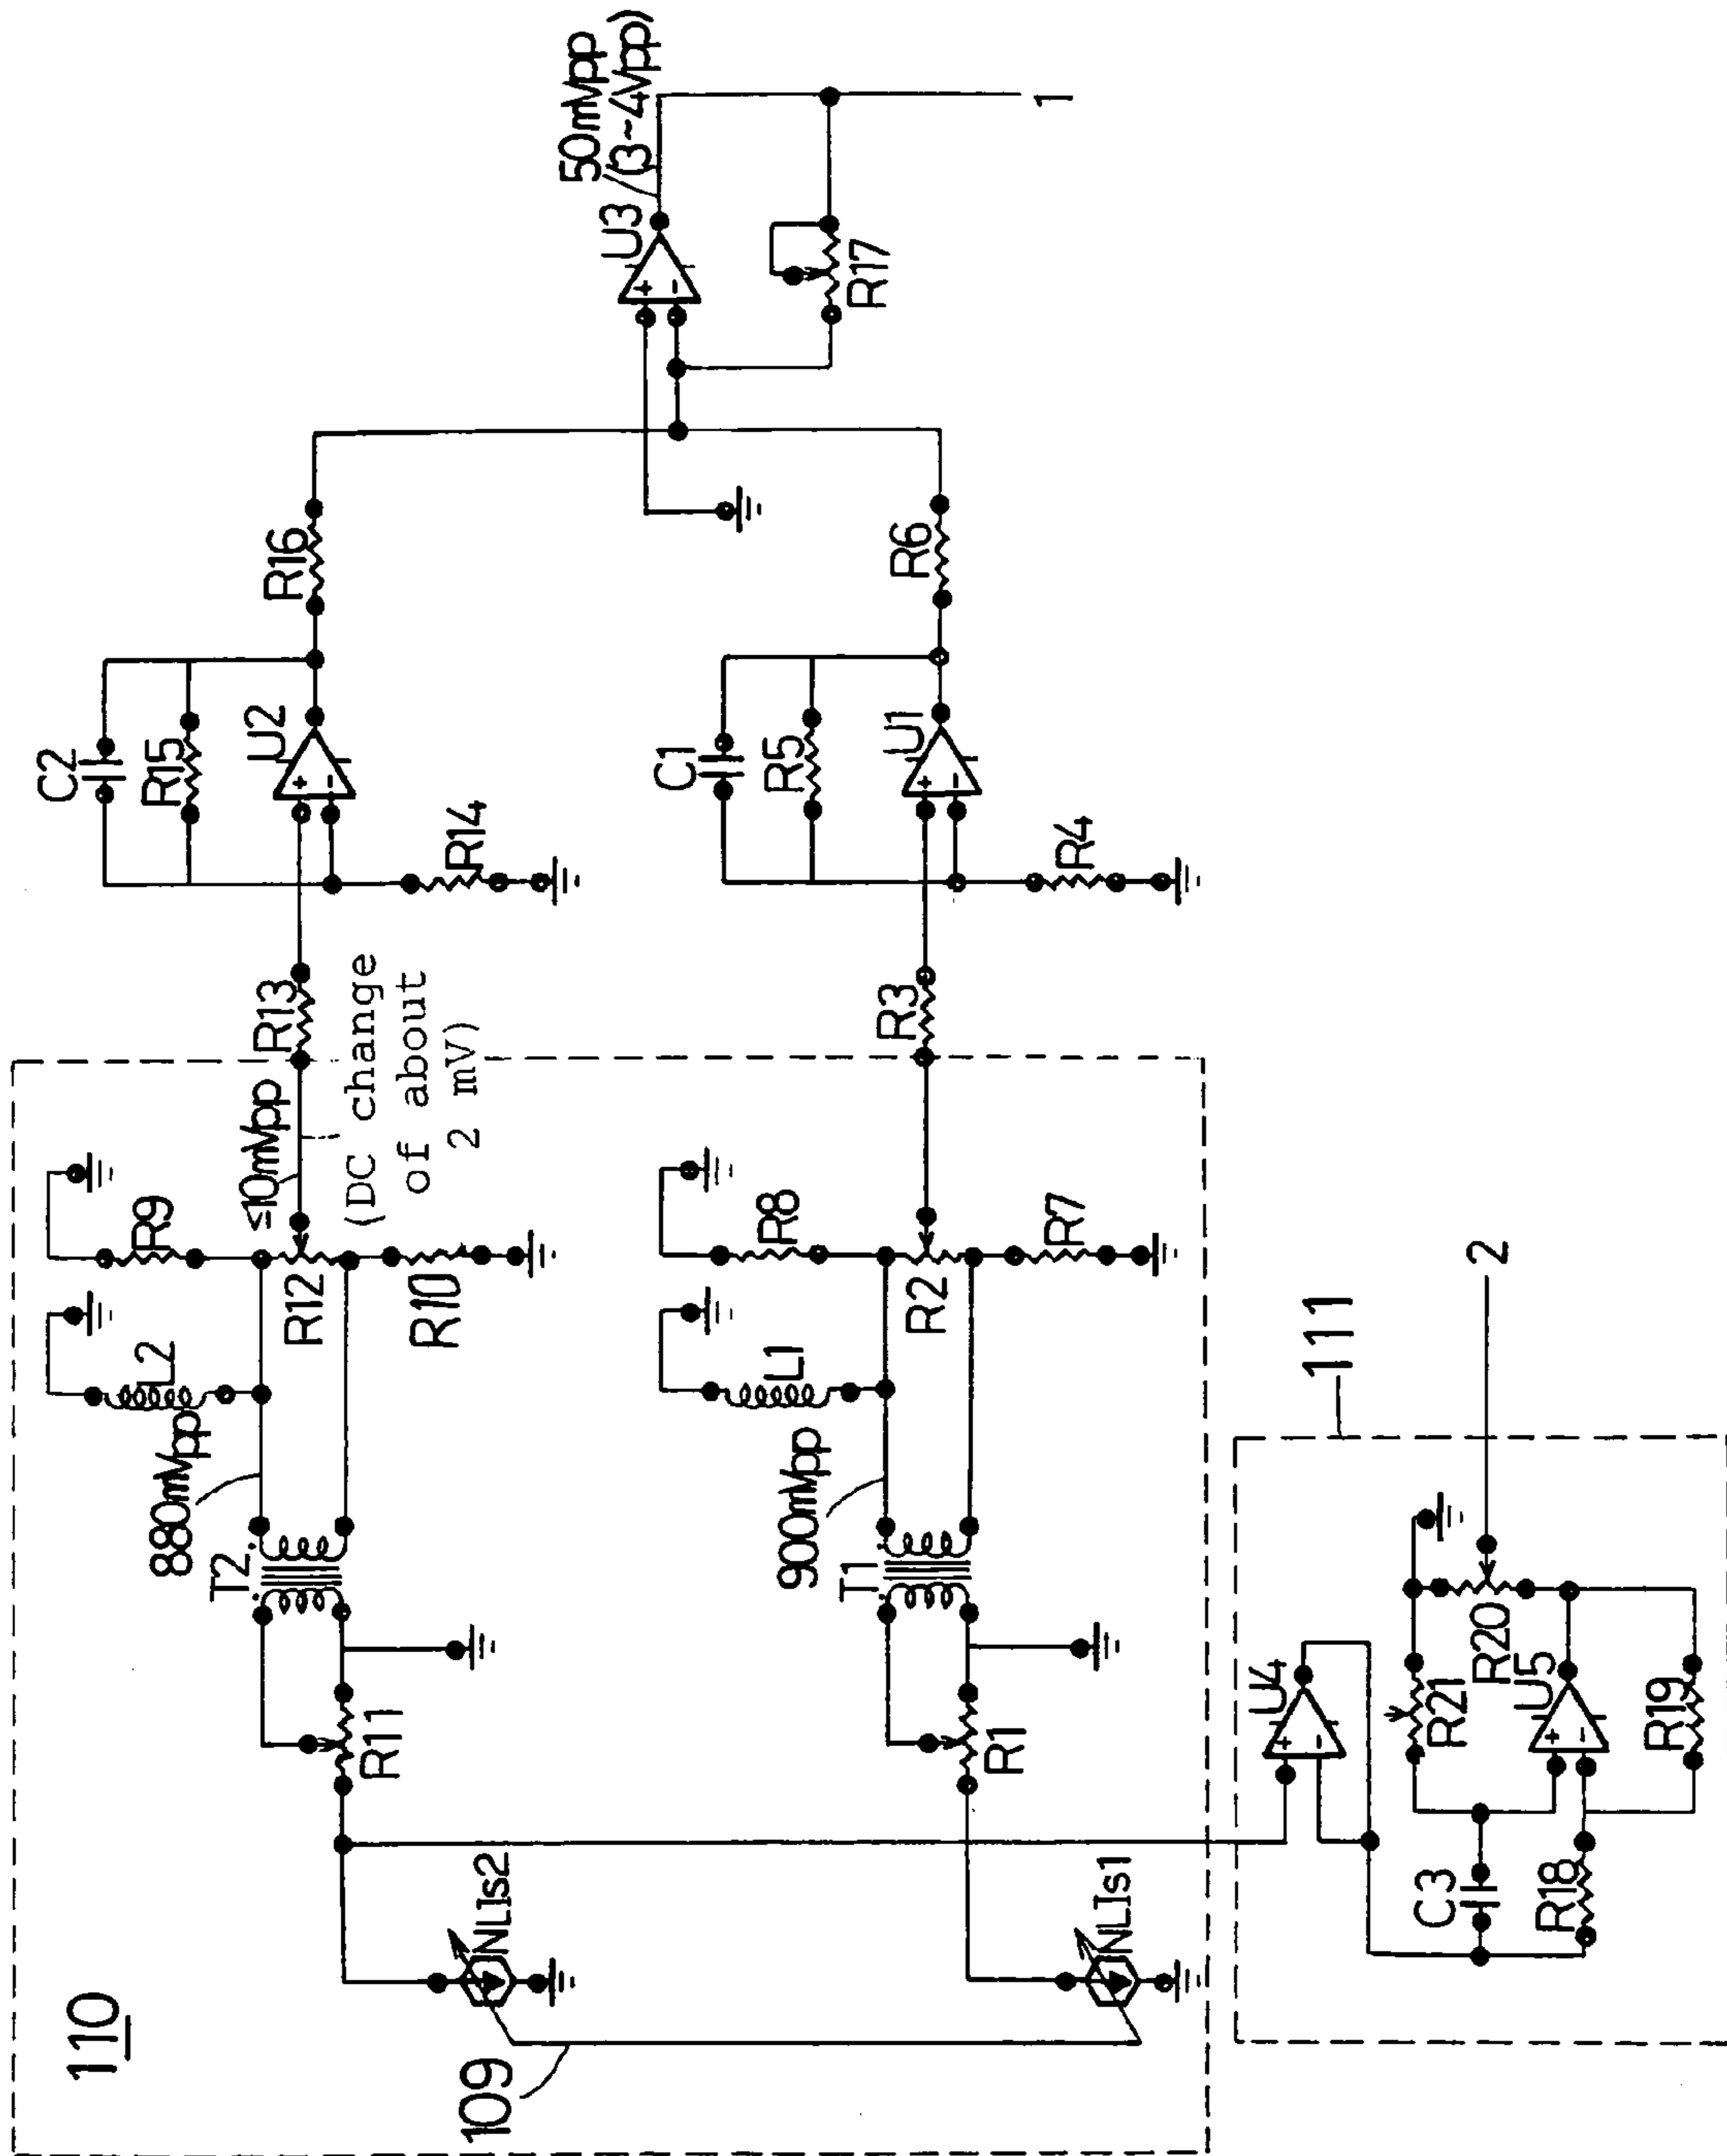 110
109
NLIs2
NLIs1
R11
R1
T2
T1
880mVpp
900mVpp
L2
L1
R9
R12
R10
R8
R2
R7
≤10mVpp
(DC change
of about
2 mV)
R13
R3
C2
R15
U2
R14
C1
R5
U1
R4
R16
R6
U3
50mVpp
(3~4Vpp)
R17
1
111
U4
R21
R20
U5
C3
R18
R19
2